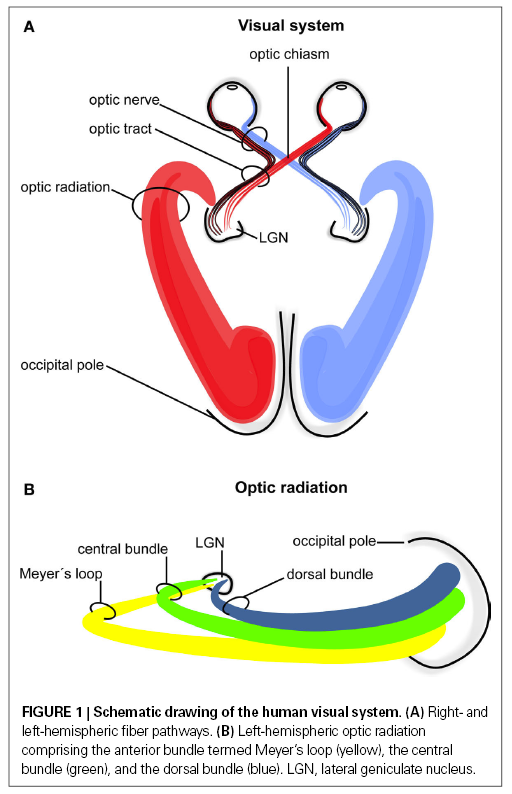 A
Visual system
optic chiasm
optic nerve
optic tract
optic radiation
LGN
occipital pole
B
Optic radiation
LGN
occipital pole
central bundle
dorsal bundle
Meyer´s loop
FIGURE 1 | Schematic drawing of the human visual system. (A) Right- and
left-hemispheric fiber pathways. (B) Left-hemispheric optic radiation
comprising the anterior bundle termed Meyer's loop (yellow), the central
bundle (green), and the dorsal bundle (blue). LGN, lateral geniculate nucleus.